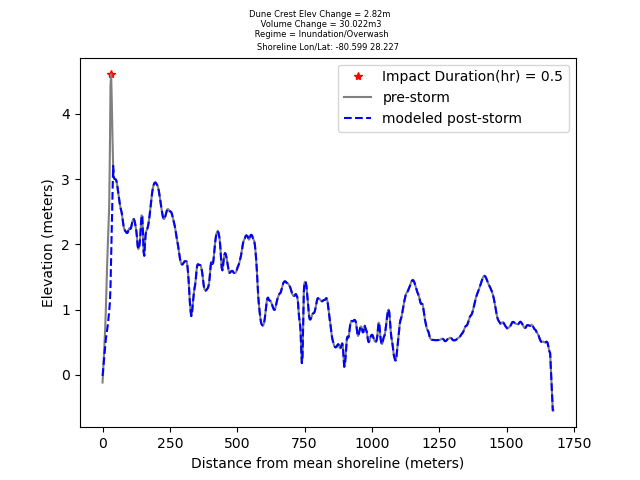 Dune Crest Elev Change = 2.82m
Volume Change = 30.022m3
Regime = Inundation/Overwash
Shoreline Lon/Lat: -80.599 28.227
Impact Duration(hr) = 0.5
pre-storm
modeled post-storm
Elevation (meters)
4
3
2
1
0
0 250 500 750 1000 1250 1500 1750
Distance from mean shoreline (meters)